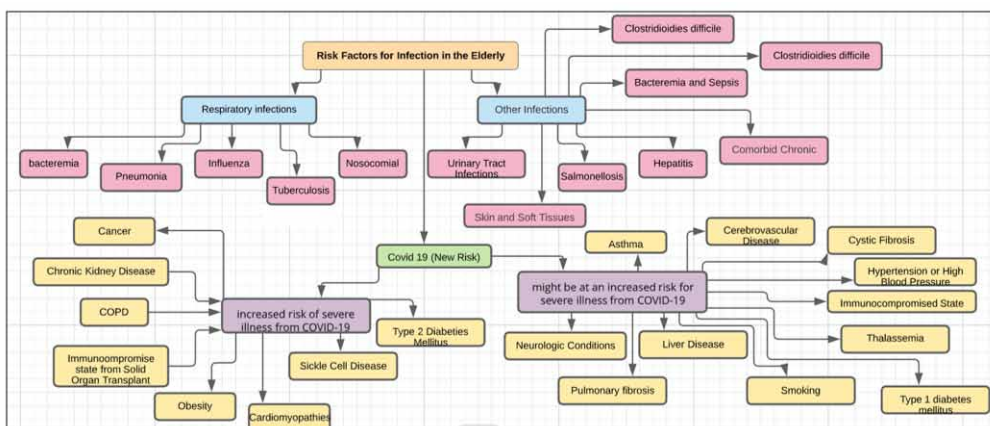 Risk Factors for Infection in the Elderly
Clostridioidies difficile
Clostridioidies difficile
Bacteremia and Sepsis
Respiratory infections
Other Infections
Comorbid Chronic
bacteremia
Pneumonia
Influenza
Tuberculosis
Nosocomial
Urinary Tract
Infections
Salmonellosis
Hepatitis
Skin and Soft Tissues
Cancer
Covid 19 (New Risk)
Asthma
Cerebrovascular
Disease
Cystic Fibrosis
Chronic Kidney Disease
might be at an increased risk for
severe illness from COVID-19
Hypertension or High
Blood Pressure
COPD
increased risk of severe
illness from COVID-19
Immunocompromised State
Type 2 Diabeties
Mellitus
Neurologic Conditions
Liver Disease
Thalassemia
Immuoompromise
state from Solid
Organ Transplant
Sickle Cell Disease
Pulmonary fibrosis
Smoking
Type 1 diabetes
mellitus
Obesity
Cardiomyopathies